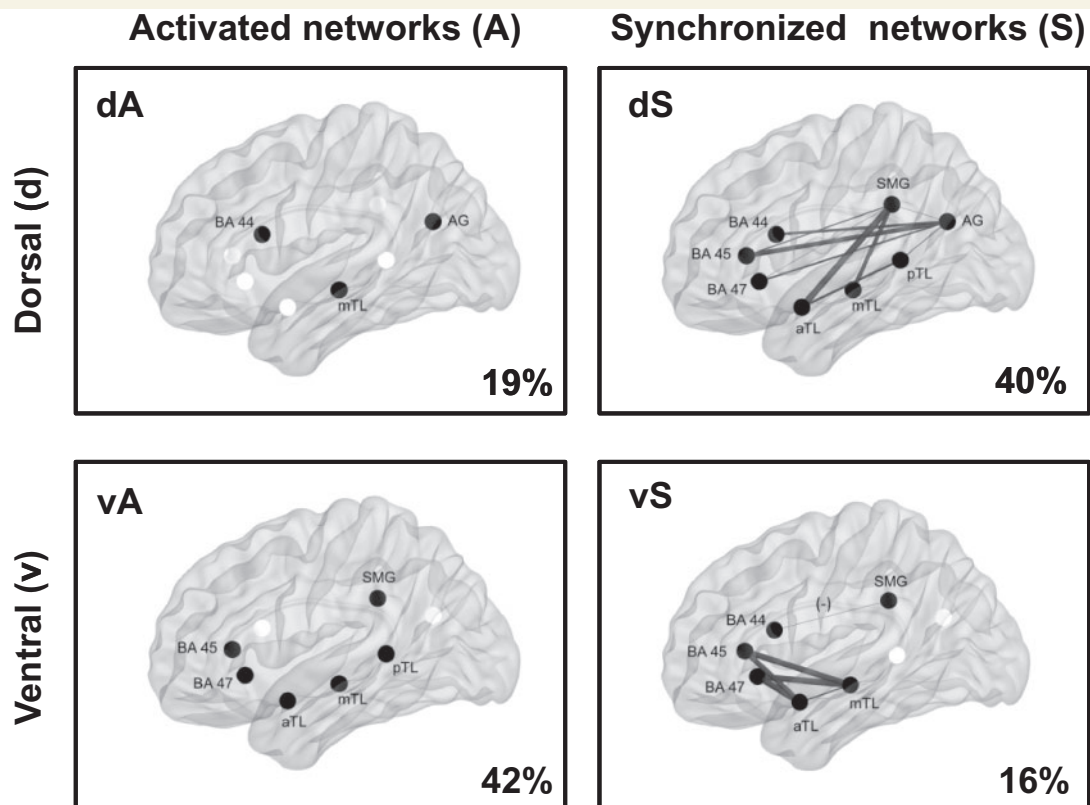 Activated networks (A)
Synchronized  networks (S)
Dorsal (d)
dA
BA 44
AG
mTL
19%
dS
SMG
BA 44
AG
BA 45
pTL
BA 47
mTL
aTL
40%
Ventral (v)
vA
SMG
BA 45
pTL
BA 47
mTL
aTL
42%
vS
SMG
(-)
BA 44
BA 45
BA 47
mTL
aTL
16%